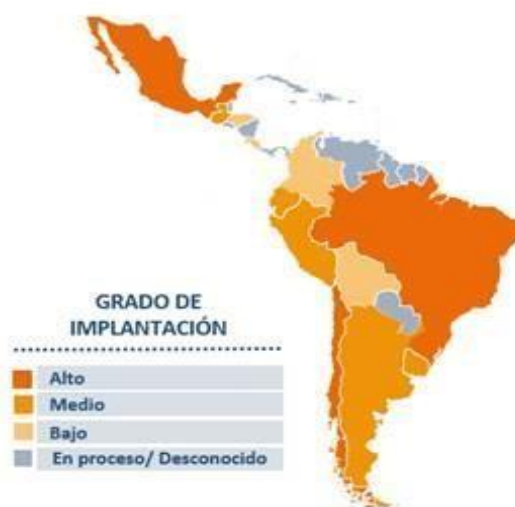 GRADO DE
IMPLANTACIÓN
Alto
Medio
Bajo
En proceso/ Desconocido